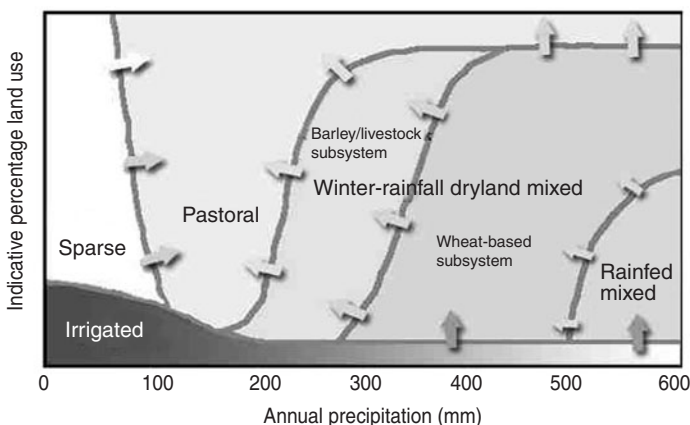 Indicative percentage land use
Barley/livestock
subsystem
Winter-rainfall dryland mixed
Pastoral
Sparse
Wheat-based
subsystem
Rainfed
mixed
Irrigated
0 100 200 300 400 500 600
Annual precipitation (mm)